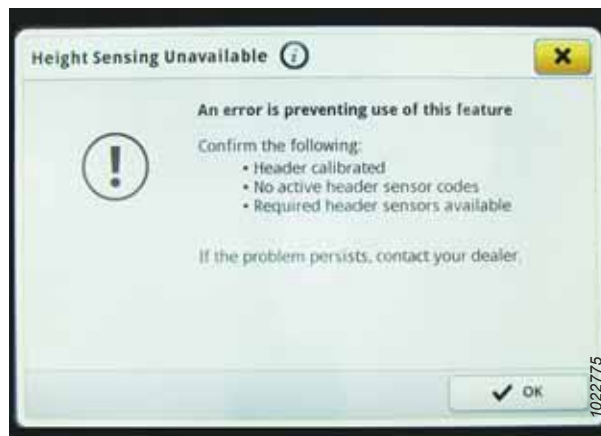 Height Sensing Unavailable
An error is preventing use of this feature
Confirm the following:
• Header calibrated
• No active header sensor codes
• Required header sensors available
If the problem persists, contact your dealer.
OK
1022775